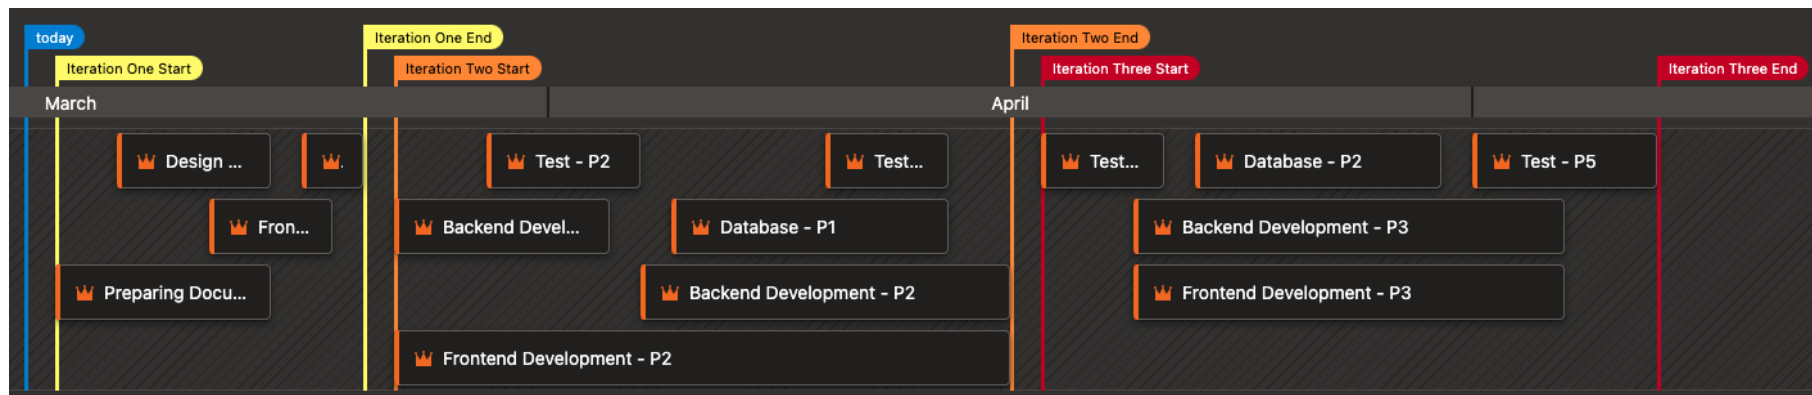 today
Iteration One End
Iteration Two End
Iteration One Start
Iteration Two Start
Iteration Three Start
Iteration Three End
March
April
Design ...
.
Test - P2
Test...
Test...
Database - P2
Test - P5
Fron...
Backend Devel...
Database - P1
Backend Development - P3
Preparing Docu...
Backend Development - P2
Frontend Development - P3
Frontend Development - P2